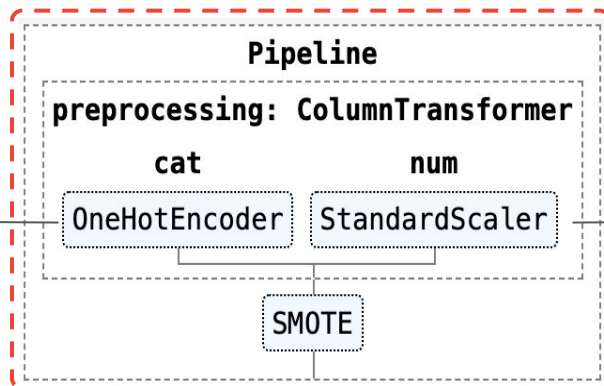 Pipeline
preprocessing: ColumnTransformer
cat num
OneHotEncoder StandardScaler
SMOTE